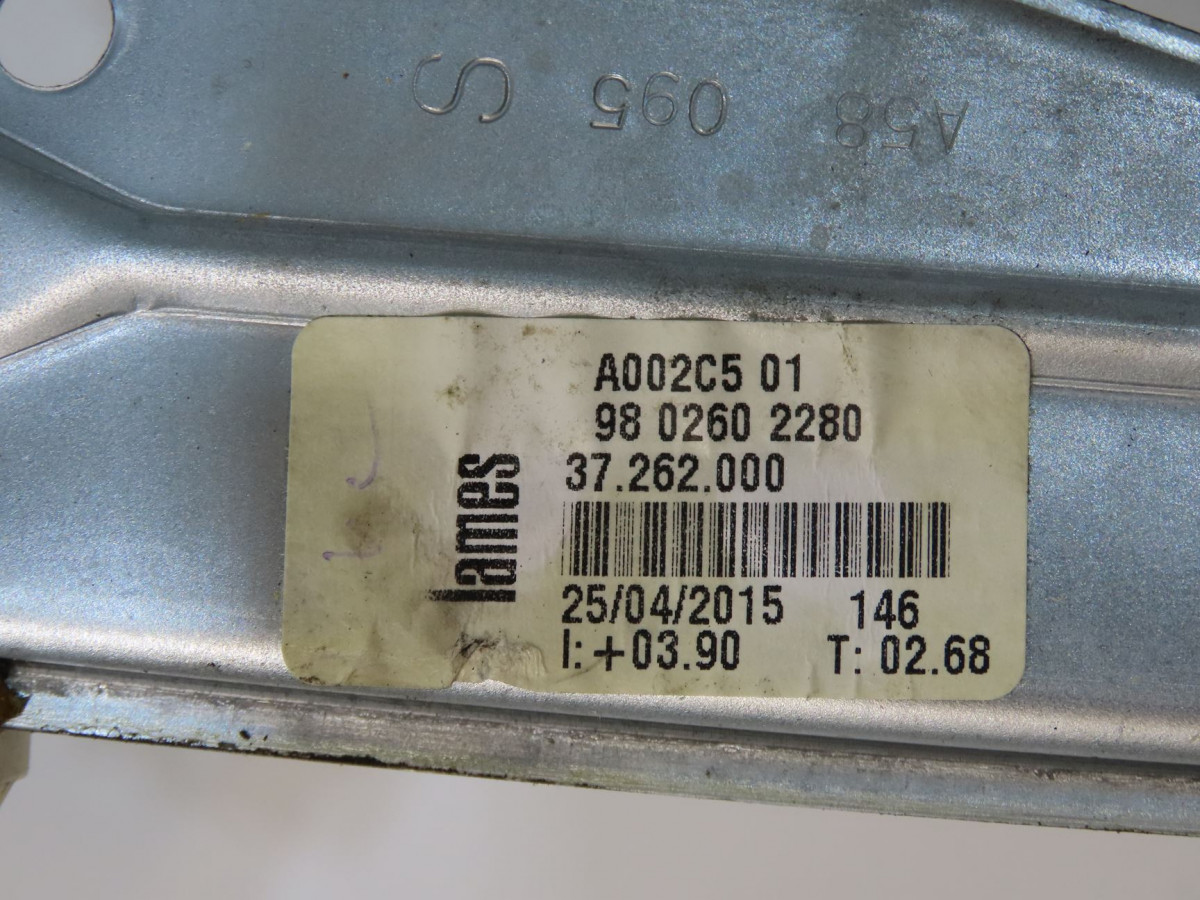 A58 095 S
A002C5 01
98 0260 2280
37.262.000
lames
25/04/2015 146
I: +03.90 T: 02.68